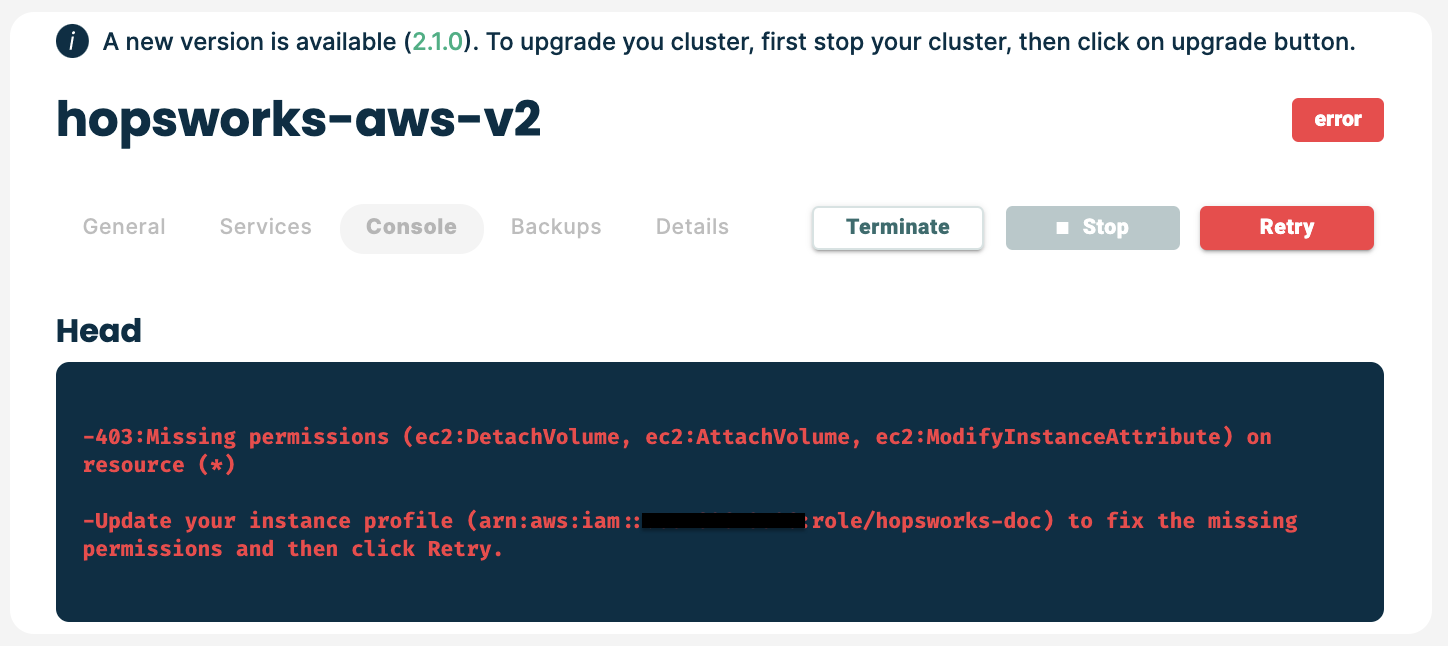 i A new version is available (2.1.0). To upgrade you cluster, first stop your cluster, then click on upgrade button.
hopsworks-aws-v2
error
General Services Console Backups Details Terminate Stop Retry
Head
-403:Missing permissions (ec2:DetachVolume, ec2:AttachVolume, ec2:ModifyInstanceAttribute) on
resource (*)
-Update your instance profile (arn:aws:iam:: :role/hopsworks-doc) to fix the missing
permissions and then click Retry.